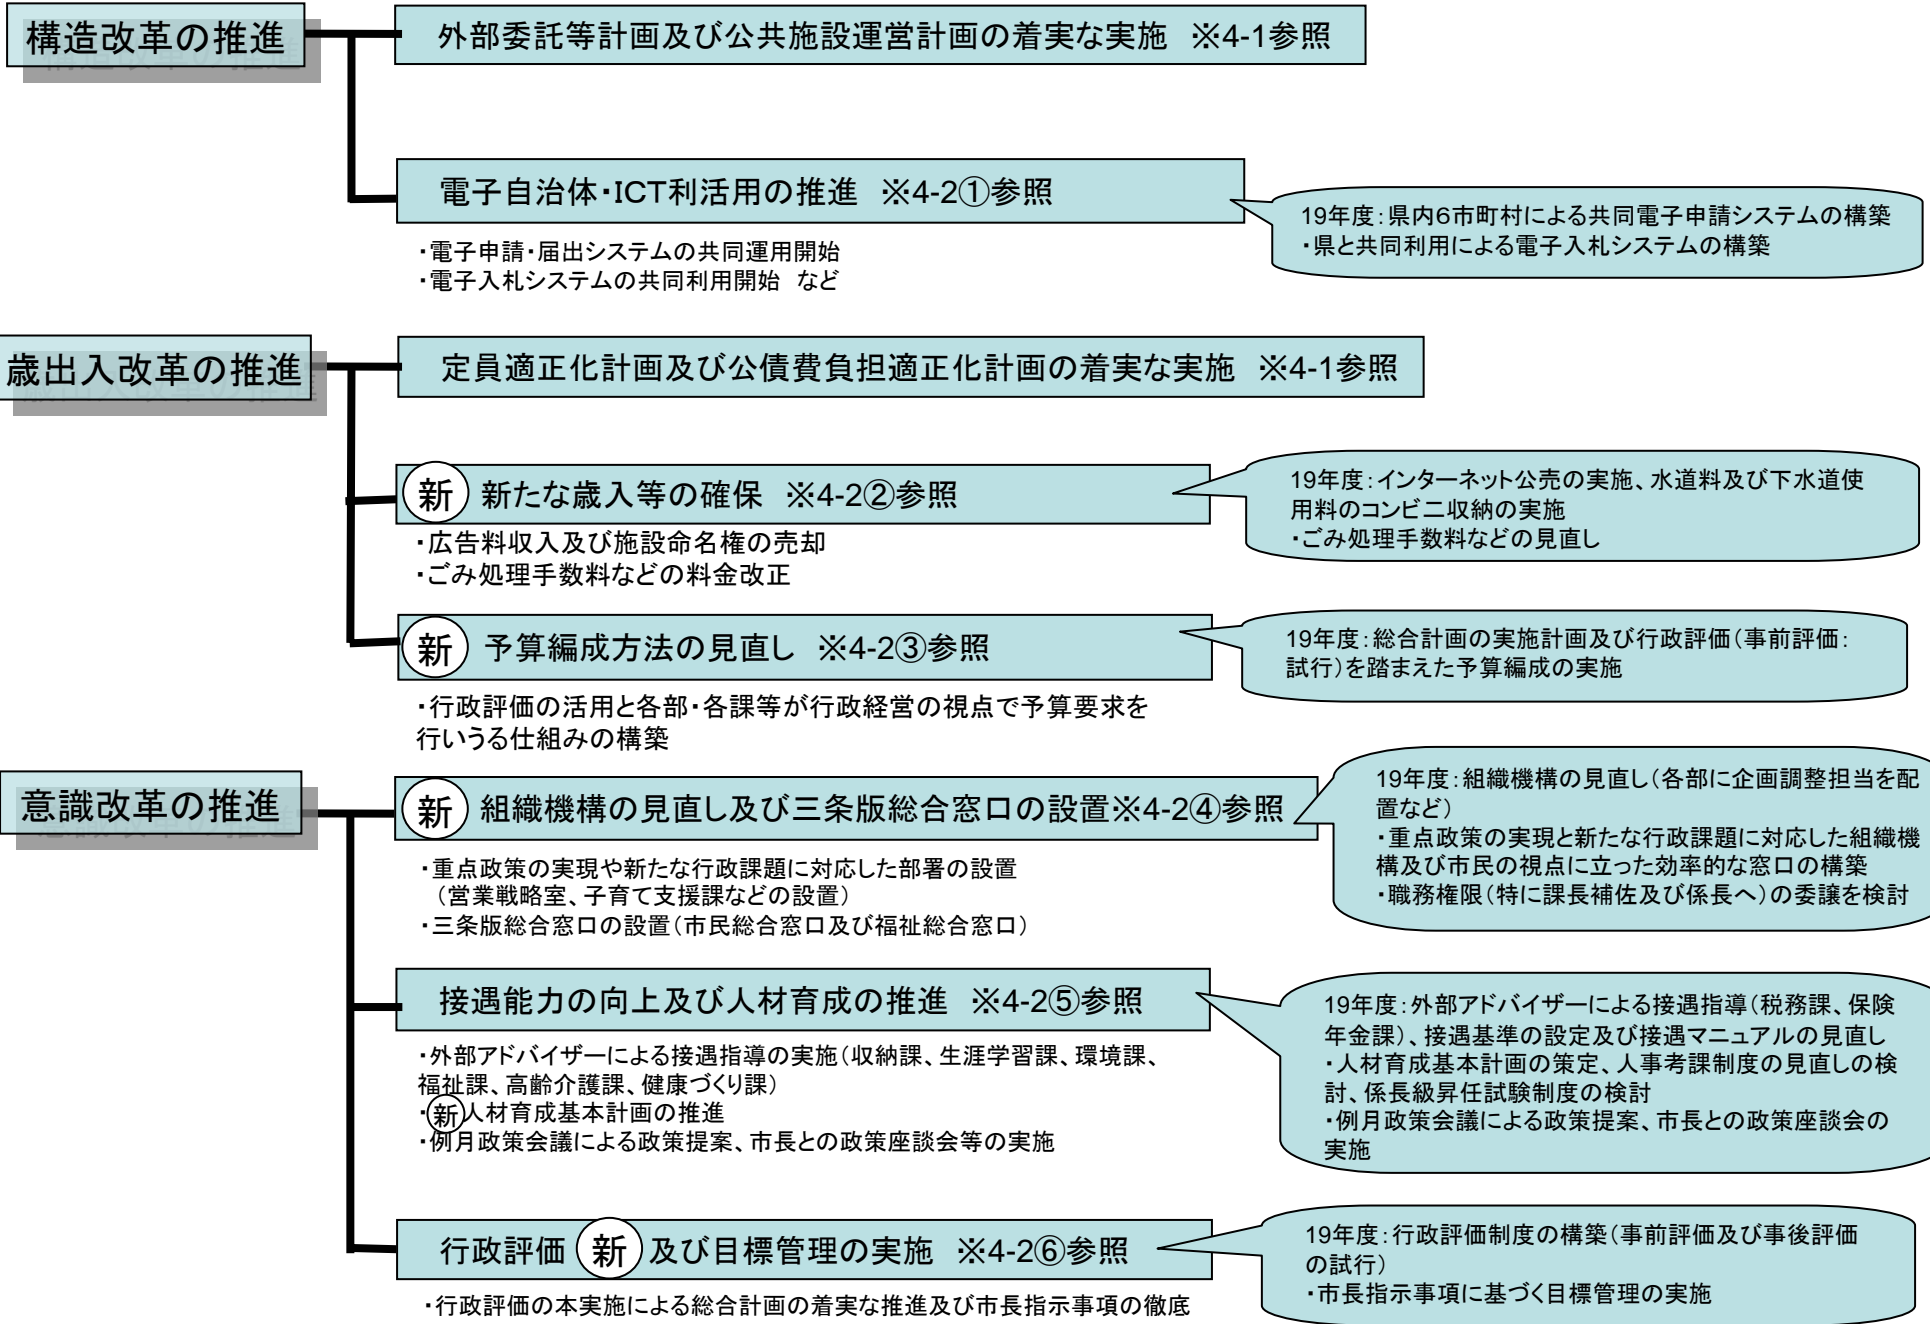 構造改革の推進
外部委託等計画及び公共施設運営計画の着実な実施　※4-1参照
電子自治体・ICT利活用の推進　※4-2①参照
・電子申請・届出システムの共同運用開始
・電子入札システムの共同利用開始　など
19年度：県内６市町村による共同電子申請システムの構築
・県と共同利用による電子入札システムの構築
歳出入改革の推進
定員適正化計画及び公債費負担適正化計画の着実な実施　※4-1参照
新 新たな歳入等の確保　※4-2②参照
・広告料収入及び施設命名権の売却
・ごみ処理手数料などの料金改正
19年度：インターネット公売の実施、水道料及び下水道使
用料のコンビニ収納の実施
・ごみ処理手数料などの見直し
新 予算編成方法の見直し　※4-2③参照
・行政評価の活用と各部・各課等が行政経営の視点で予算要求を
行いうる仕組みの構築
19年度：総合計画の実施計画及び行政評価（事前評価：
試行）を踏まえた予算編成の実施
意識改革の推進
新 組織機構の見直し及び三条版総合窓口の設置※4-2④参照
・重点政策の実現や新たな行政課題に対応した部署の設置
（営業戦略室、子育て支援課などの設置）
・三条版総合窓口の設置（市民総合窓口及び福祉総合窓口）
19年度：組織機構の見直し（各部に企画調整担当を配
置など）
・重点政策の実現と新たな行政課題に対応した組織機
構及び市民の視点に立った効率的な窓口の構築
・職務権限（特に課長補佐及び係長へ）の委譲を検討
接遇能力の向上及び人材育成の推進　※4-2⑤参照
・外部アドバイザーによる接遇指導の実施（収納課、生涯学習課、環境課、
福祉課、高齢介護課、健康づくり課）
・新人材育成基本計画の推進
・例月政策会議による政策提案、市長との政策座談会等の実施
19年度：外部アドバイザーによる接遇指導（税務課、保険
年金課）、接遇基準の設定及び接遇マニュアルの見直し
・人材育成基本計画の策定、人事考課制度の見直しの検
討、係長級昇任試験制度の検討
・例月政策会議による政策提案、市長との政策座談会の
実施
行政評価 新 及び目標管理の実施　※4-2⑥参照
・行政評価の本実施による総合計画の着実な推進及び市長指示事項の徹底
19年度：行政評価制度の構築（事前評価及び事後評価
の試行）
・市長指示事項に基づく目標管理の実施